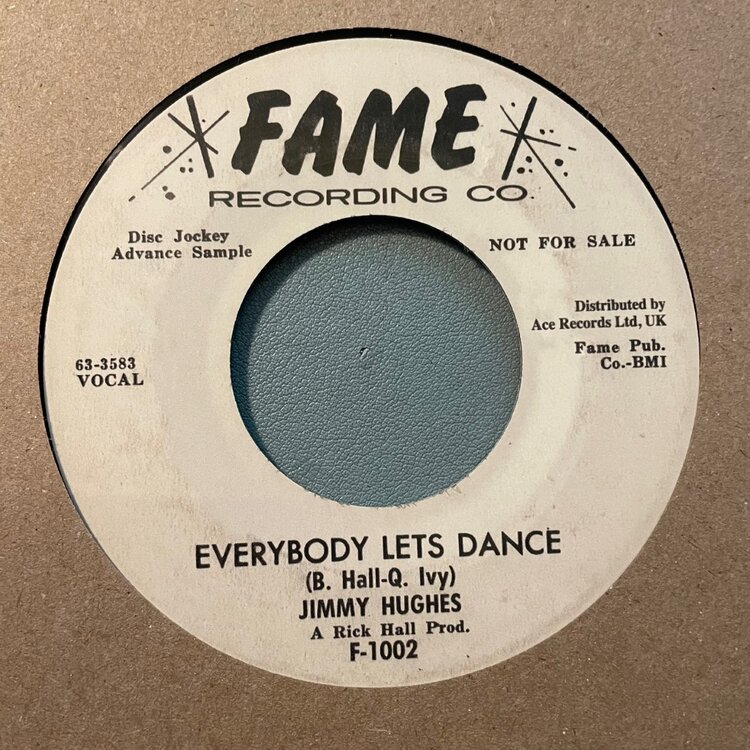 FAME
RECORDING CO.
Disc Jockey
Advance Sample
NOT FOR SALE
Distributed by
Ace Records Ltd, UK
Fame Pub.
Co.-BMI
63-3583
VOCAL
EVERYBODY LETS DANCE
(B. Hall-Q. Ivy)
JIMMY HUGHES
A Rick Hall Prod.
F-1002